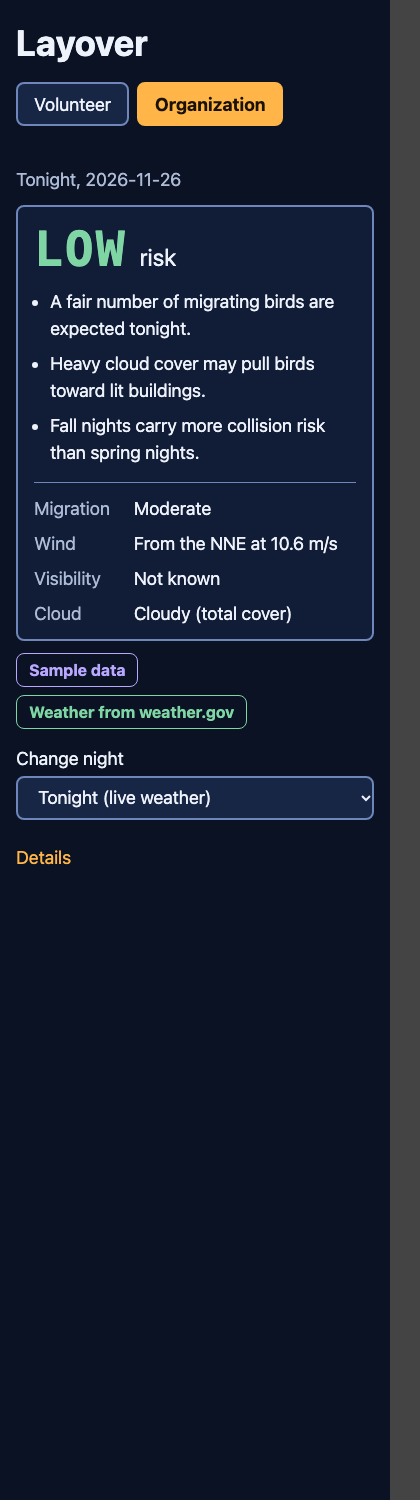 Layover
Volunteer
Organization
Tonight, 2026-11-26
LOW risk
A fair number of migrating birds are
expected tonight.
Heavy cloud cover may pull birds
toward lit buildings.
Fall nights carry more collision risk
than spring nights.
Migration Moderate
Wind From the NNE at 10.6 m/s
Visibility Not known
Cloud Cloudy (total cover)
Sample data
Weather from weather.gov
Change night
Tonight (live weather)
Details